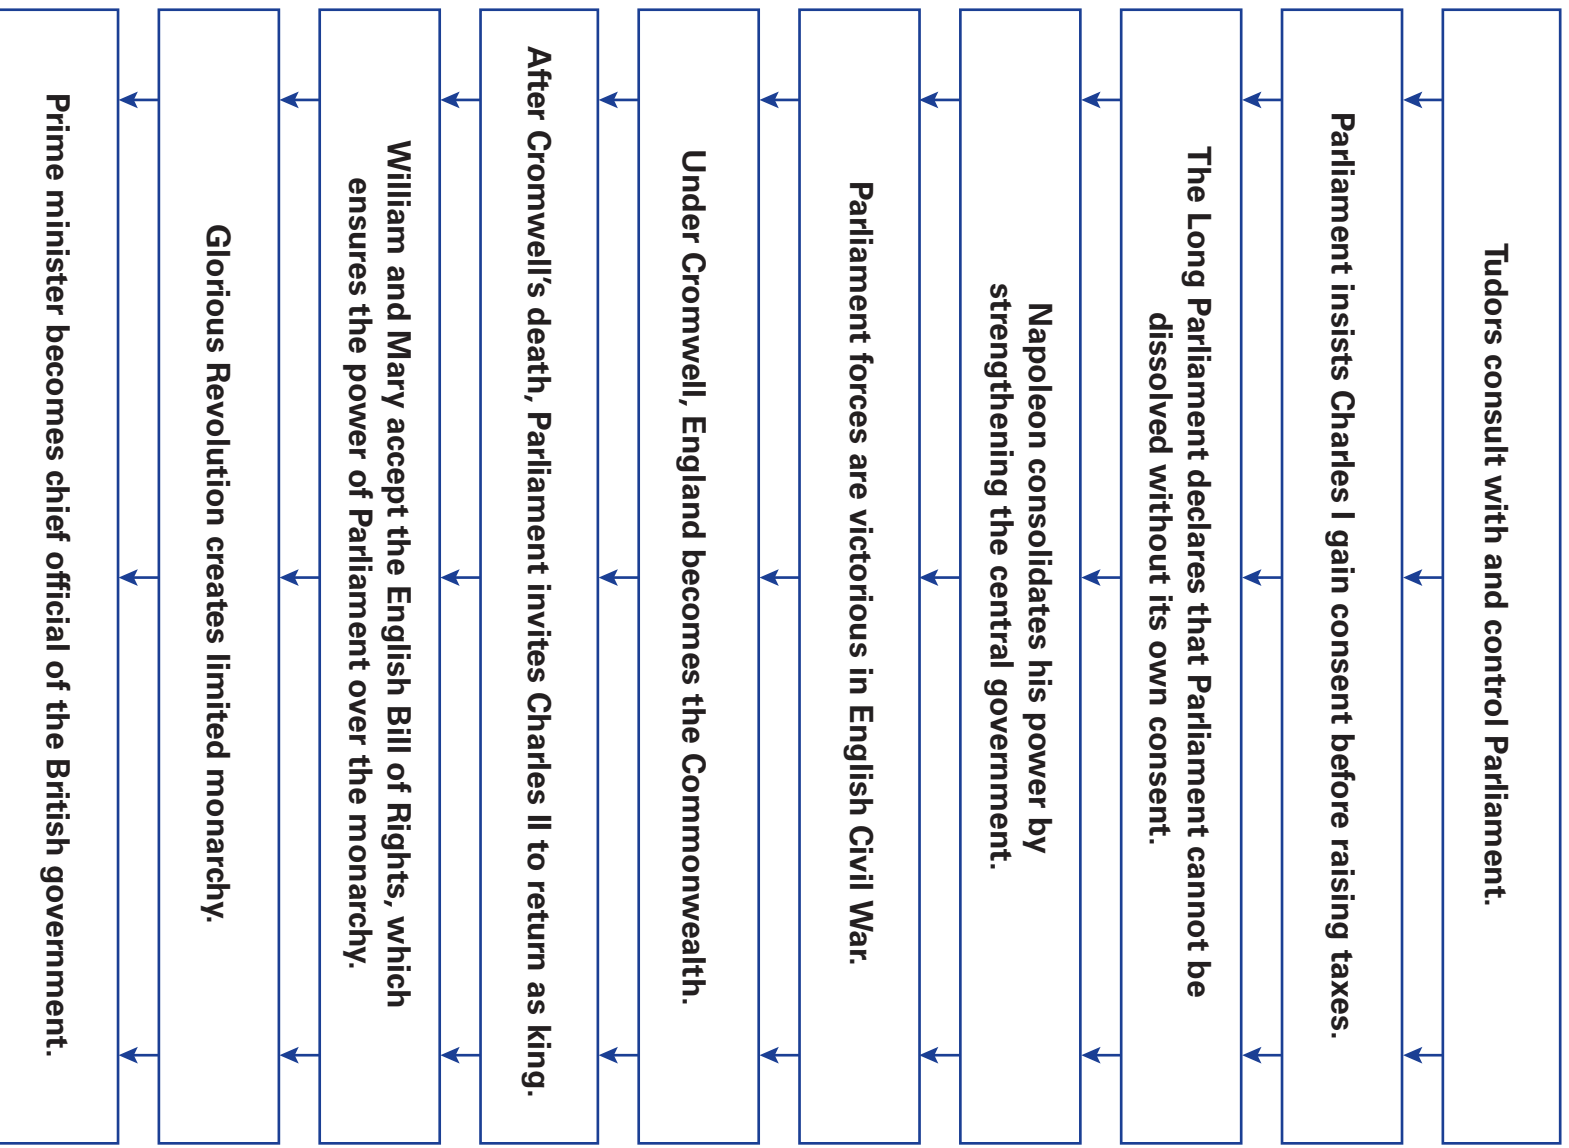 Tudors consult with and control Parliament.
Parliament insists Charles I gain consent before raising taxes.
The Long Parliament declares that Parliament cannot be
dissolved without its own consent.
Napoleon consolidates his power by
strengthening the central government.
Parliament forces are victorious in English Civil War.
Under Cromwell, England becomes the Commonwealth.
After Cromwell's death, Parliament invites Charles II to return as king.
William and Mary accept the English Bill of Rights, which
ensures the power of Parliament over the monarchy.
Glorious Revolution creates limited monarchy.
Prime minister becomes chief official of the British government.